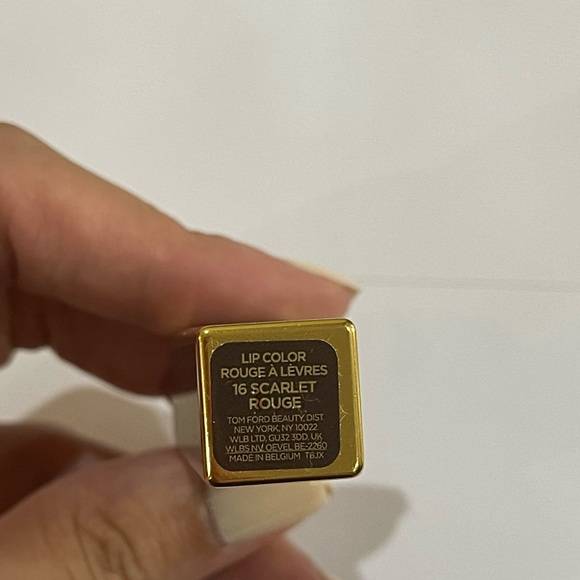 LIP COLOR
ROUGE À LÈVRES
16 SCARLET
ROUGE
TOM FORD BEAUTY, DIST.
NEW YORK, NY 10022
WLB LTD, GU32 3DD, UK
WLBS NV, OEVEL BE-2260
MADE IN BELGIUM T6JX